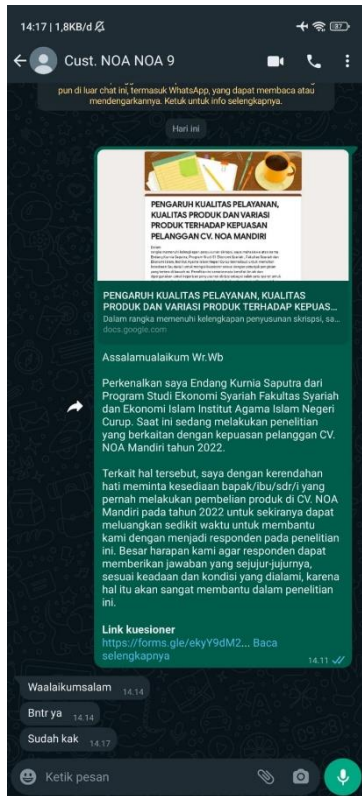 14:17 | 1,8KB/d
Cust. NOA NOA 9
pun di luar chat ini, termasuk WhatsApp, yang dapat membaca atau
mendengarkannya. Ketuk untuk info selengkapnya.
Hari ini
PENGARUH KUALITAS PELAYANAN,
KUALITAS PRODUK DAN VARIASI
PRODUK TERHADAP KEPUASAN
PELANGGAN CV. NOA MANDIRI
PENGARUH KUALITAS PELAYANAN, KUALITAS
PRODUK DAN VARIASI PRODUK TERHADAP KEPUAS...
Dalam rangka memenuhi kelengkapan penyusunan skripsi, sa...
docs.google.com
Assalamualaikum Wr.Wb
Perkenalkan saya Endang Kurnia Saputra dari
Program Studi Ekonomi Syariah Fakultas Syariah
dan Ekonomi Islam Institut Agama Islam Negeri
Curup. Saat ini sedang melakukan penelitian
yang berkaitan dengan kepuasan pelanggan CV.
NOA Mandiri tahun 2022.
Terkait hal tersebut, saya dengan kerendahan
hati meminta kesediaan bapak/ibu/sdr/i yang
pernah melakukan pembelian produk di CV. NOA
Mandiri pada tahun 2022 untuk sekiranya dapat
meluangkan sedikit waktu untuk membantu
kami dengan menjadi responden pada penelitian
ini. Besar harapan kami agar responden dapat
memberikan jawaban yang sejujur-jujurnya,
sesuai keadaan dan kondisi yang dialami, karena
hal itu akan sangat membantu dalam penelitian
ini.
Link kuesioner
https://forms.gle/ekyY9dM2... Baca
selengkapnya
14.11
Waalaikumsalam 14.14
Bntr ya 14.14
Sudah kak 14.17
Ketik pesan